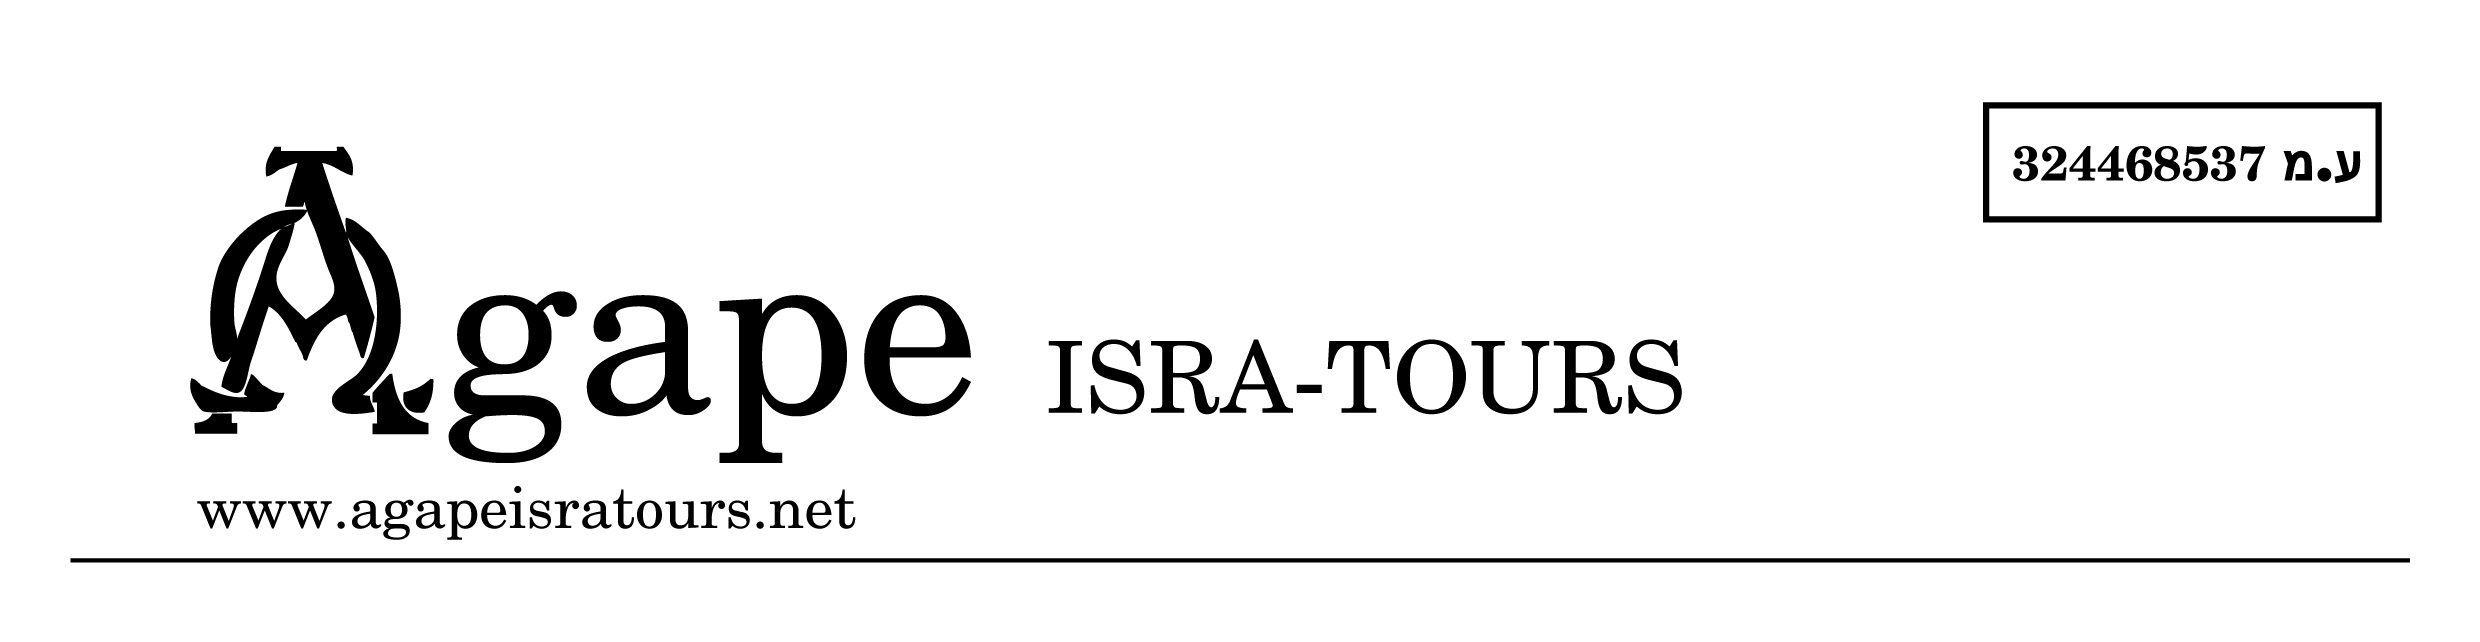 ע.מ 324468537
Agape ISRA-TOURS
www.agapeisratours.net